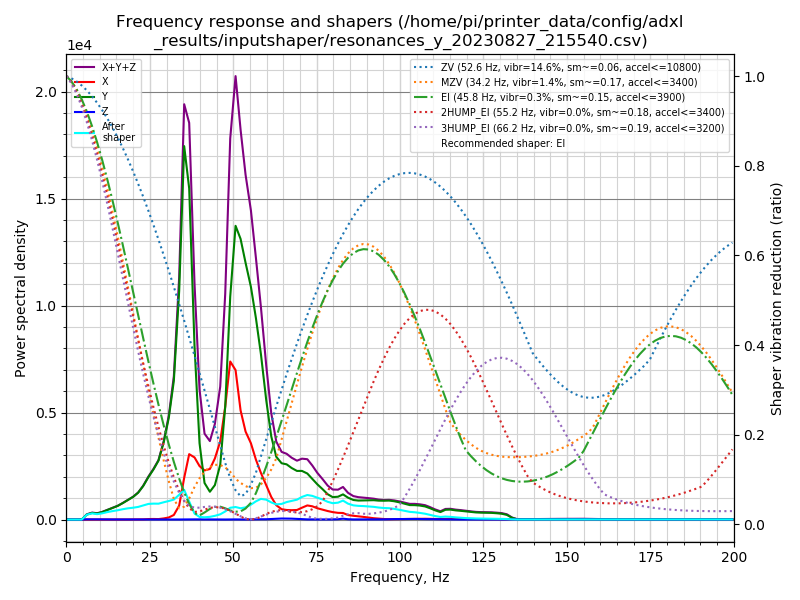 Frequency response and shapers (/home/pi/printer_data/config/adxl
_results/inputshaper/resonances_y_20230827_215540.csv)
1e4
X+Y+Z
X
Y
Z
After
shaper
ZV (52.6 Hz, vibr=14.6%, sm~=0.06, accel<=10800)
MZV (34.2 Hz, vibr=1.4%, sm~=0.17, accel<=3400)
EI (45.8 Hz, vibr=0.3%, sm~=0.15, accel<=3900)
2HUMP_EI (55.2 Hz, vibr=0.0%, sm~=0.18, accel<=3400)
3HUMP_EI (66.2 Hz, vibr=0.0%, sm~=0.19, accel<=3200)
Recommended shaper: EI
Power spectral density
2.0
1.5
1.0
0.5
0.0
1.0
0.8
0.6
0.4
0.2
0.0
Shaper vibration reduction (ratio)
0 25 50 75 100 125 150 175 200
Frequency, Hz